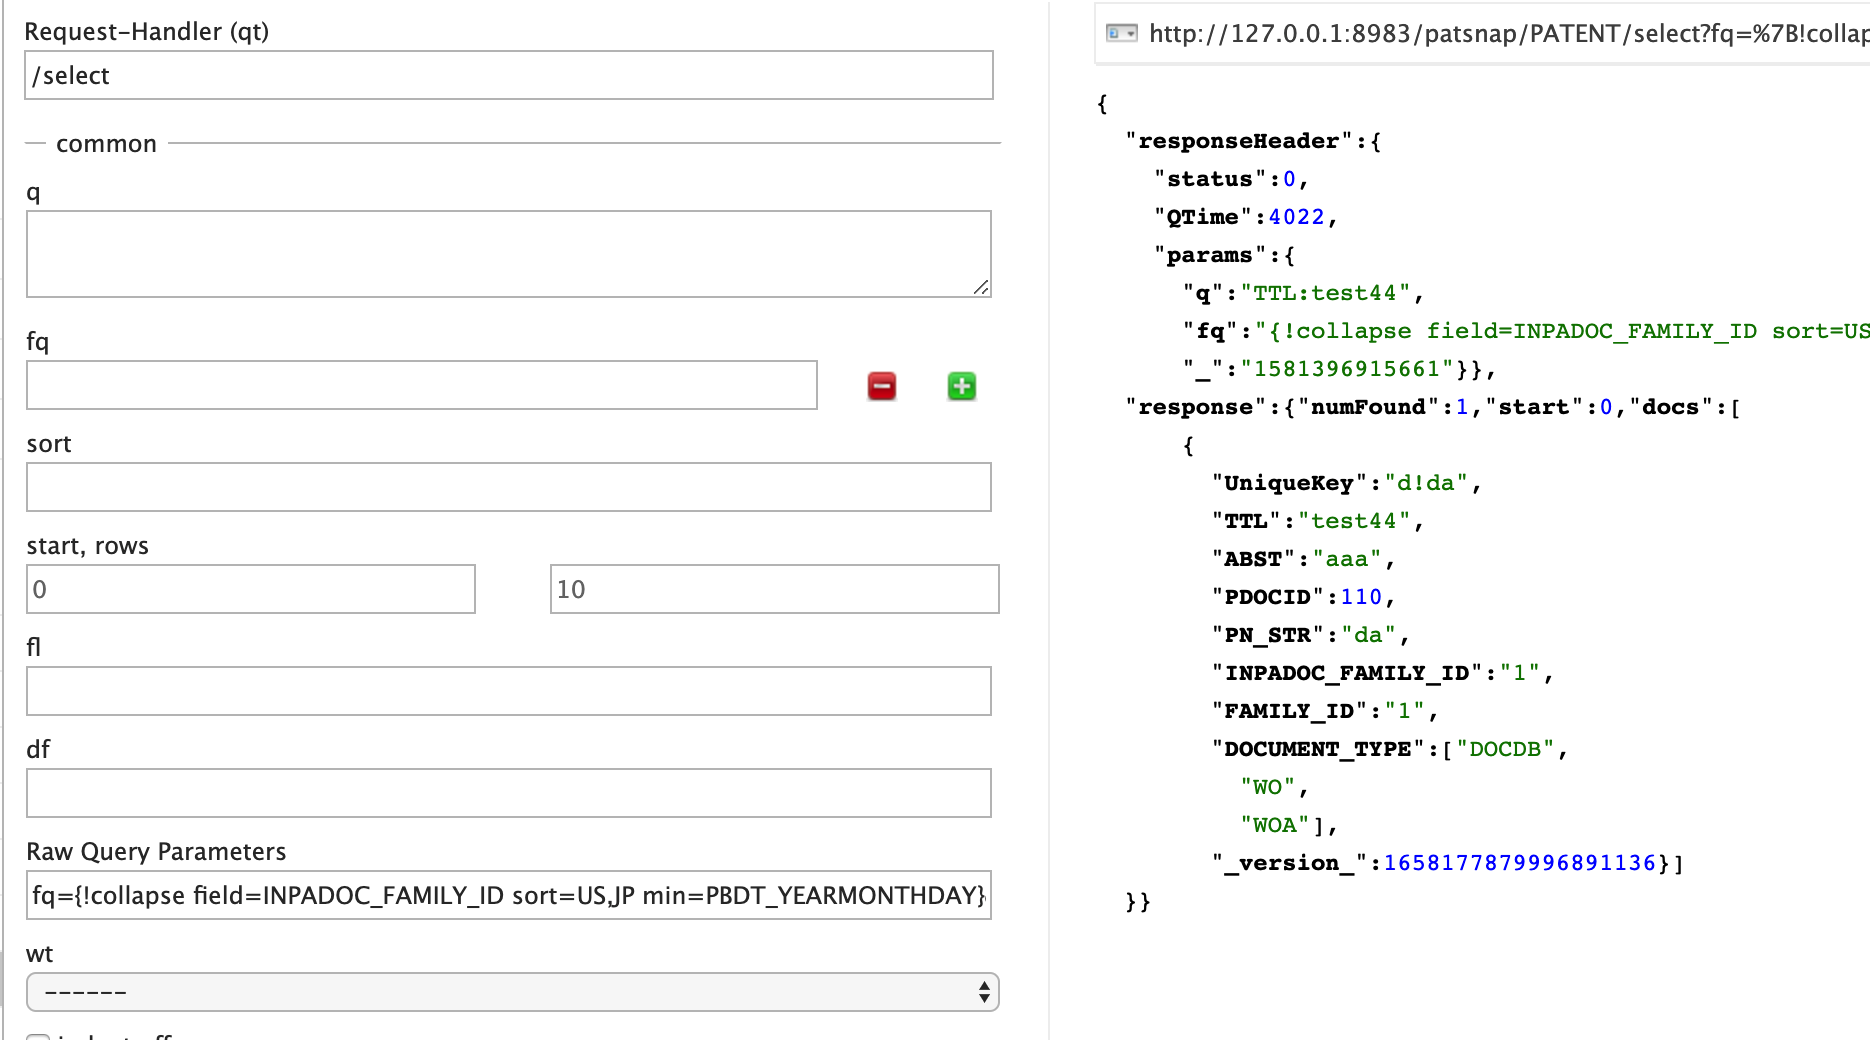 Request-Handler (qt)
/select
common
q
fq
sort
start, rows
0
10
fl
df
Raw Query Parameters
fq={!collapse field=INPADOC_FAMILY_ID sort=US,JP min=PBDT_YEARMONTHDAY}
wt
------
http://127.0.0.1:8983/patsnap/PATENT/select?fq=%7B!collap
{
"responseHeader":{
"status":0,
"QTime":4022,
"params":{
"q":"TTL:test44",
"fq":"{!collapse field=INPADOC_FAMILY_ID sort=US
"_":"1581396915661"}},
"response":{"numFound":1,"start":0,"docs":[
{
"UniqueKey":"d!da",
"TTL":"test44",
"ABST":"aaa",
"PDOCID":110,
"PN_STR":"da",
"INPADOC_FAMILY_ID":"1",
"FAMILY_ID":"1",
"DOCUMENT_TYPE":["DOCDB",
"WO",
"WOA"],
"_version_":1658177879996891136}]
}}